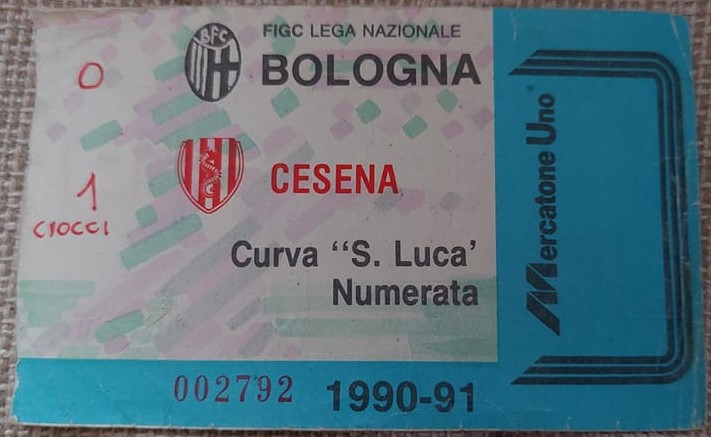 FIGC LEGA NAZIONALE
BFC
BOLOGNA
0
CESENA
1
CIOCCI
Curva "S. Luca'
Numerata
002792
1990-91
Mercatone Uno